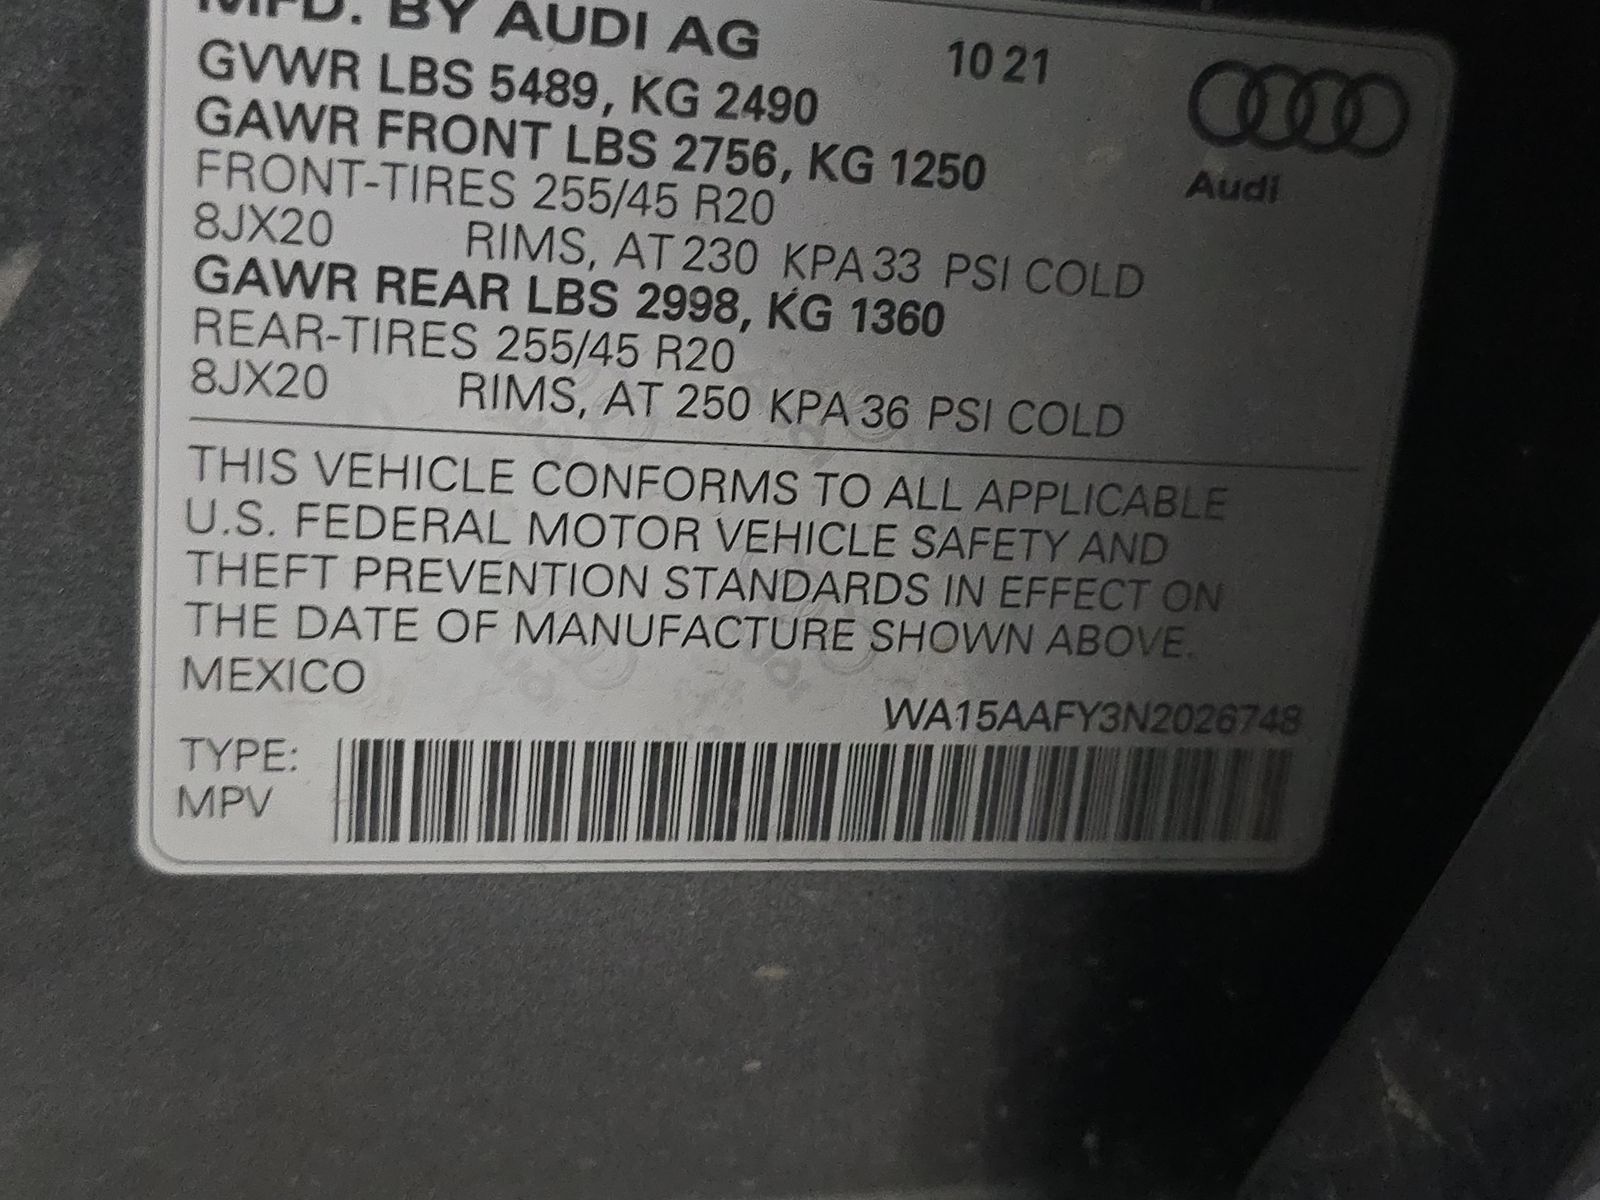 MFD. BY AUDI AG 10 21
GVWR LBS 5489, KG 2490
GAWR FRONT LBS 2756, KG 1250
Audi
FRONT-TIRES 255/45 R20
8JX20 RIMS, AT 230 KPA 33 PSI COLD
GAWR REAR LBS 2998, KG 1360
REAR-TIRES 255/45 R20
8JX20 RIMS, AT 250 KPA 36 PSI COLD
THIS VEHICLE CONFORMS TO ALL APPLICABLE
U.S. FEDERAL MOTOR VEHICLE SAFETY AND
THEFT PREVENTION STANDARDS IN EFFECT ON
THE DATE OF MANUFACTURE SHOWN ABOVE.
MEXICO
WA15AAFY3N2026748
TYPE:
MPV